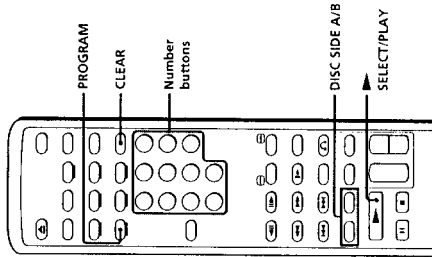 PROGRAM
CLEAR
Number
buttons
DISC SIDE A/B
SELECT/PLAY